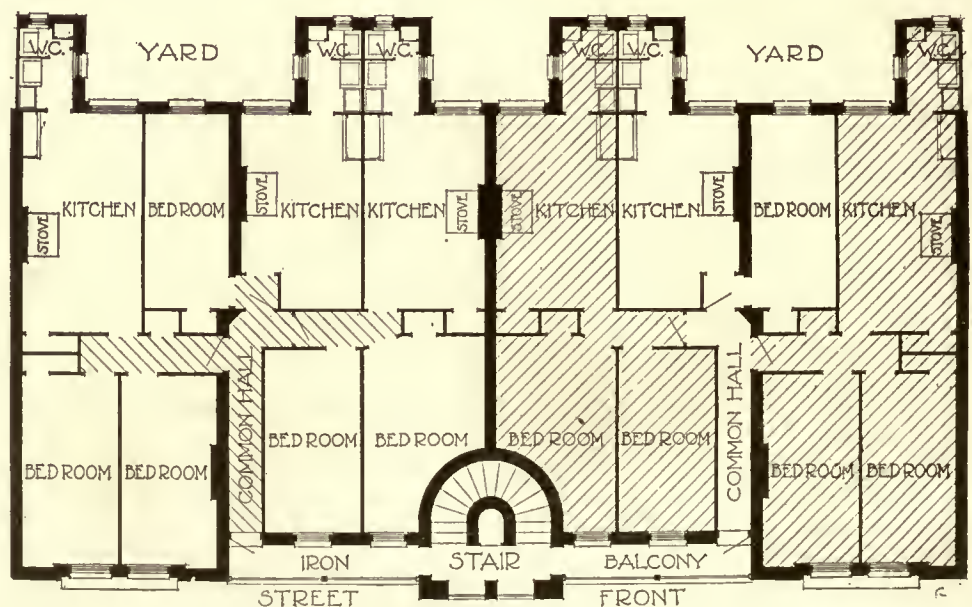 YARD
YARD
W.C.
W.C.
W.C.
W.C.
W.C.
W.C.
KITCHEN
BEDROOM
KITCHEN
KITCHEN
KITCHEN
KITCHEN
BEDROOM
KITCHEN
STOVE
STOVE
STOVE
STOVE
STOVE
STOVE
COMMON HALL
COMMON HALL
BEDROOM
BEDROOM
BEDROOM
BEDROOM
BEDROOM
BEDROOM
BEDROOM
BEDROOM
IRON
STAIR
BALCONY
STREET
FRONT